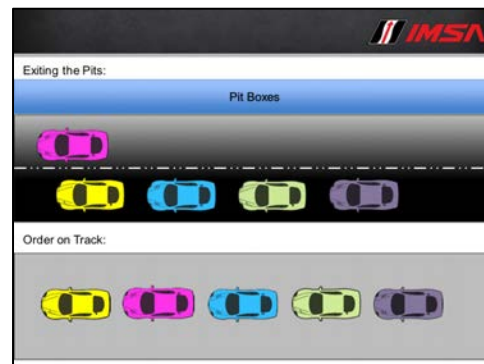 IMSA
Exiting the Pits:
Pit Boxes
Order on Track: